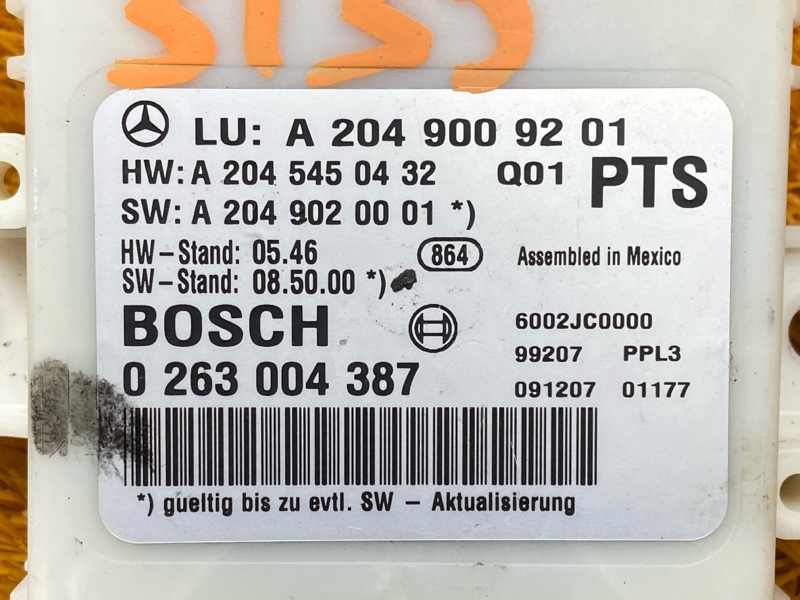 LU: A 204 900 92 01
HW: A 204 545 04 32 Q01 PTS
SW: A 204 902 00 01 *)
HW-Stand: 05.46 864 Assembled in Mexico
SW-Stand: 08.50.00 *)
BOSCH 6002JC0000
99207 PPL3
0 263 004 387 091207 01177
*) gueltig bis zu evtl. SW - Aktualisierung